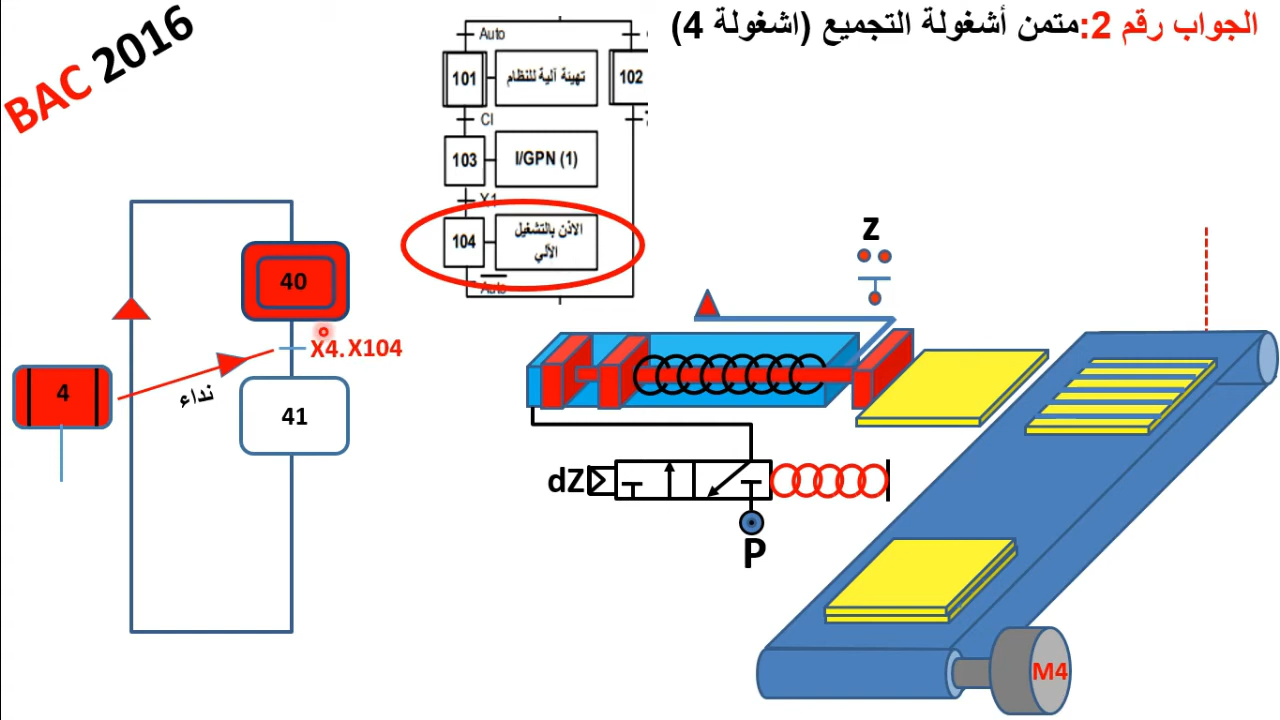 الجواب رقم 2:متمن أشغولة التجميع (اشغولة 4)
BAC 2016
Auto
101
تهيئة آلية للنظام
102
CI
103
I/GPN (1)
X1
104
الاذن بالتشغيل
الآلي
Auto
40
X4.X104
4
نداء
41
z
dZ
P
M4